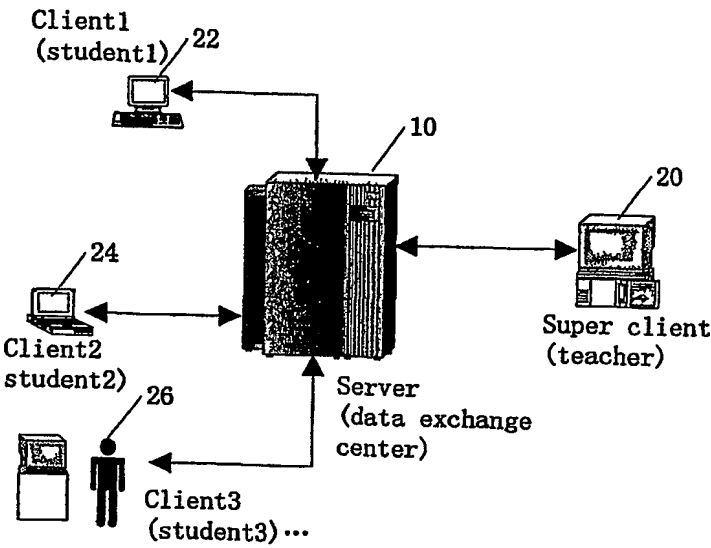 Client1
(student1)
22
10
20
24
Super client
(teacher)
Client2
student2)
Server
(data exchange
center)
26
Client3
(student3)···